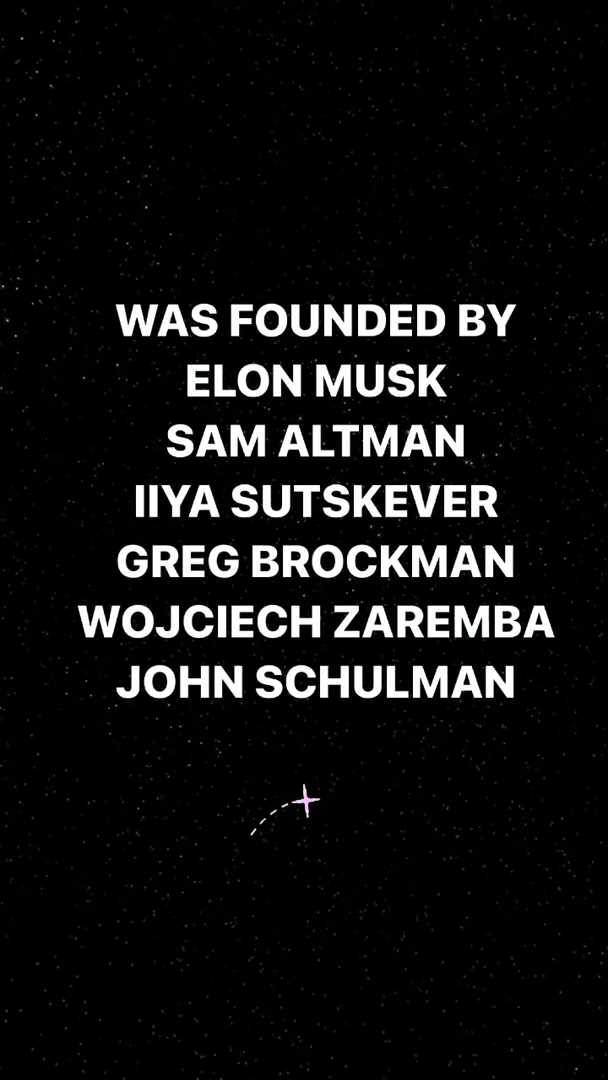 WAS FOUNDED BY
ELON MUSK
SAM ALTMAN
IIYA SUTSKEVER
GREG BROCKMAN
WOJCIECH ZAREMBA
JOHN SCHULMAN